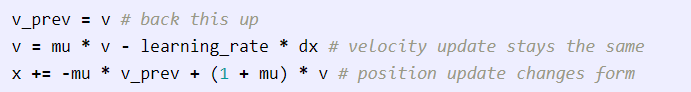 v_prev = v # back this up
v = mu * v - learning_rate * dx # velocity update stays the same
x += -mu * v_prev + (1 + mu) * v # position update changes form